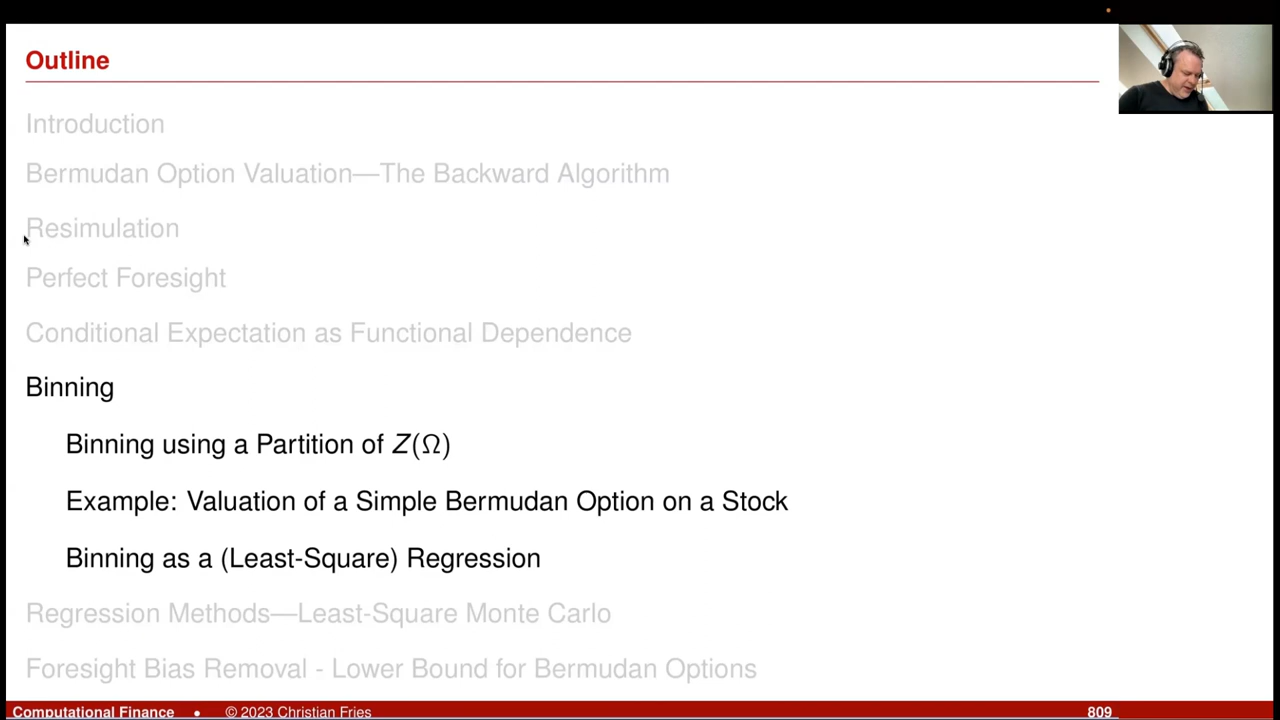 Outline
Introduction
Bermudan Option Valuation—The Backward Algorithm
Resimulation
Perfect Foresight
Conditional Expectation as Functional Dependence
Binning
Binning using a Partition of Z(Ω)
Example: Valuation of a Simple Bermudan Option on a Stock
Binning as a (Least-Square) Regression
Regression Methods—Least-Square Monte Carlo
Foresight Bias Removal - Lower Bound for Bermudan Options
Computational Finance • © 2023 Christian Fries 809